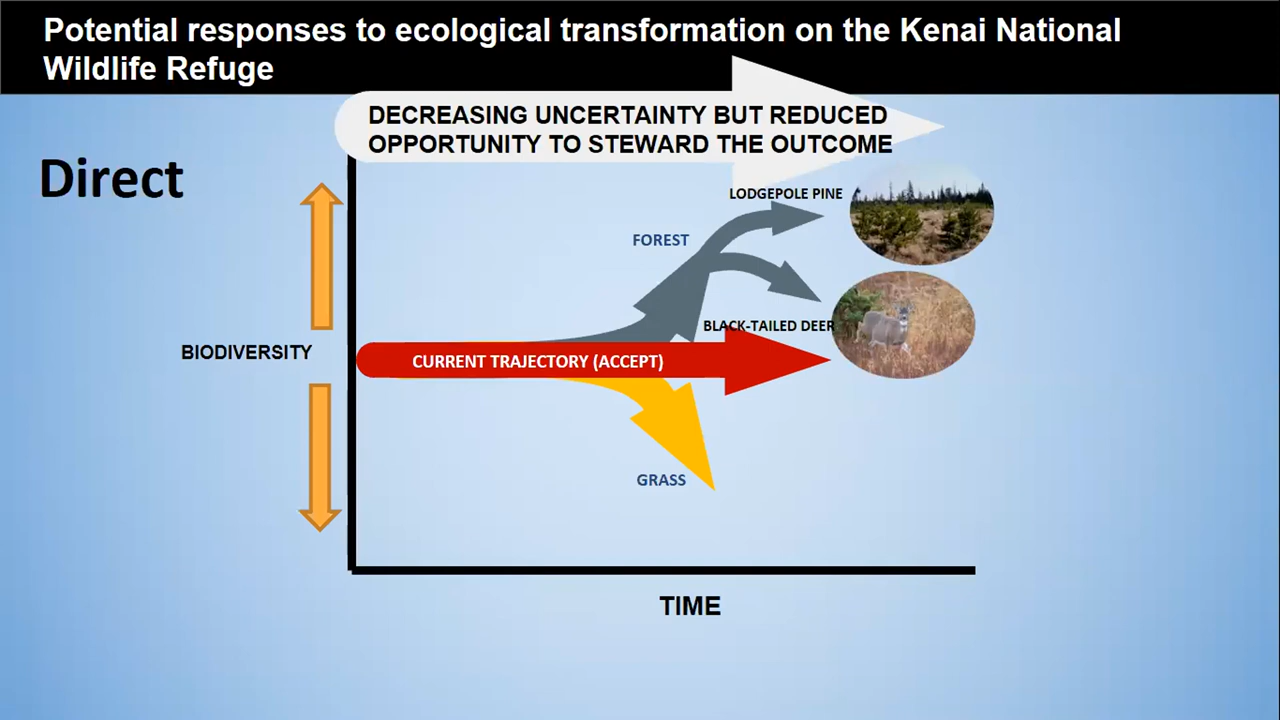 Potential responses to ecological transformation on the Kenai National
Wildlife Refuge
DECREASING UNCERTAINTY BUT REDUCED
OPPORTUNITY TO STEWARD THE OUTCOME
Direct
LODGEPOLE PINE
FOREST
BLACK-TAILED DEER
BIODIVERSITY
CURRENT TRAJECTORY (ACCEPT)
GRASS
TIME